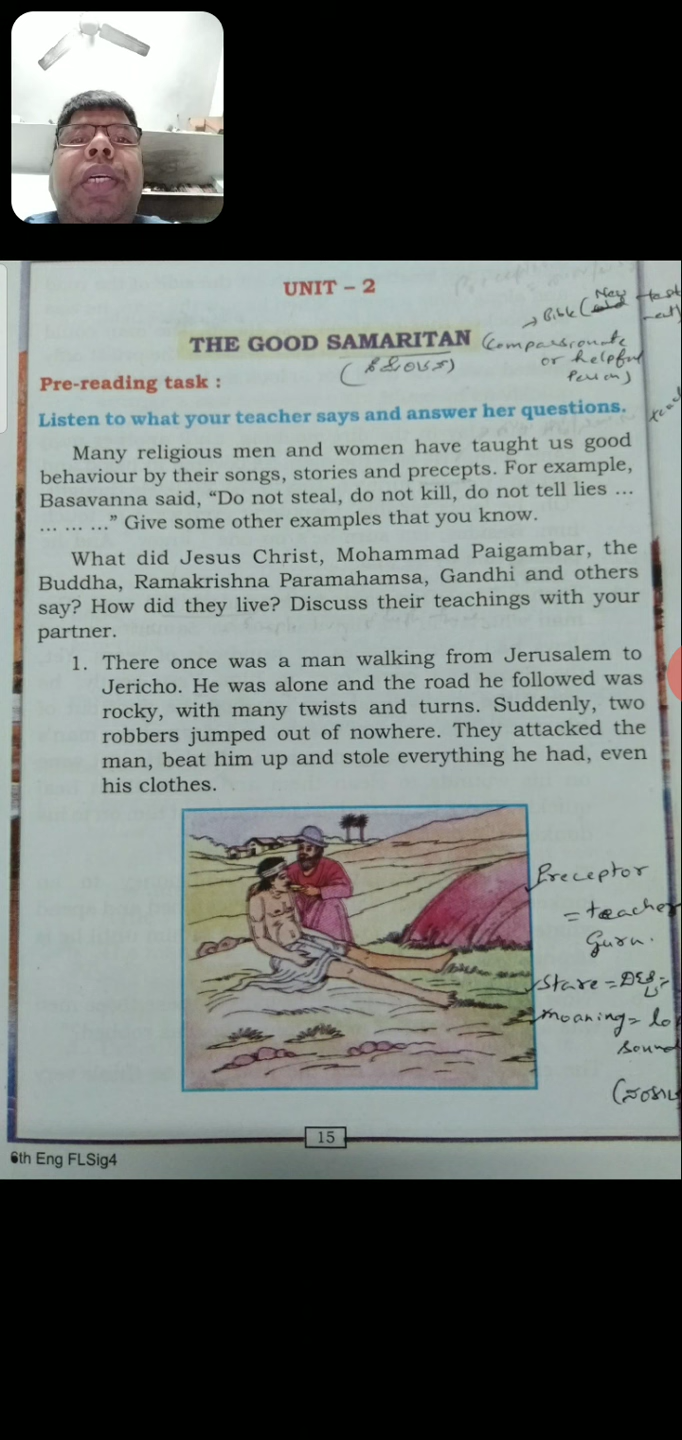 UNIT – 2
→ Bible (New
THE GOOD SAMARITAN (Compassionate
or helpful
Person)
Pre-reading task :
Listen to what your teacher says and answer her questions.
Many religious men and women have taught us good
behaviour by their songs, stories and precepts. For example,
Basavanna said, “Do not steal, do not kill, do not tell lies ...
... ... ...” Give some other examples that you know.
What did Jesus Christ, Mohammad Paigambar, the
Buddha, Ramakrishna Paramahamsa, Gandhi and others
say? How did they live? Discuss their teachings with your
partner.
1. There once was a man walking from Jerusalem to
Jericho. He was alone and the road he followed was
rocky, with many twists and turns. Suddenly, two
robbers jumped out of nowhere. They attacked the
man, beat him up and stole everything he had, even
his clothes.
Preceptor
= teacher
Guru.
Stare =
moaning =
sound
15
6th Eng FLSig4